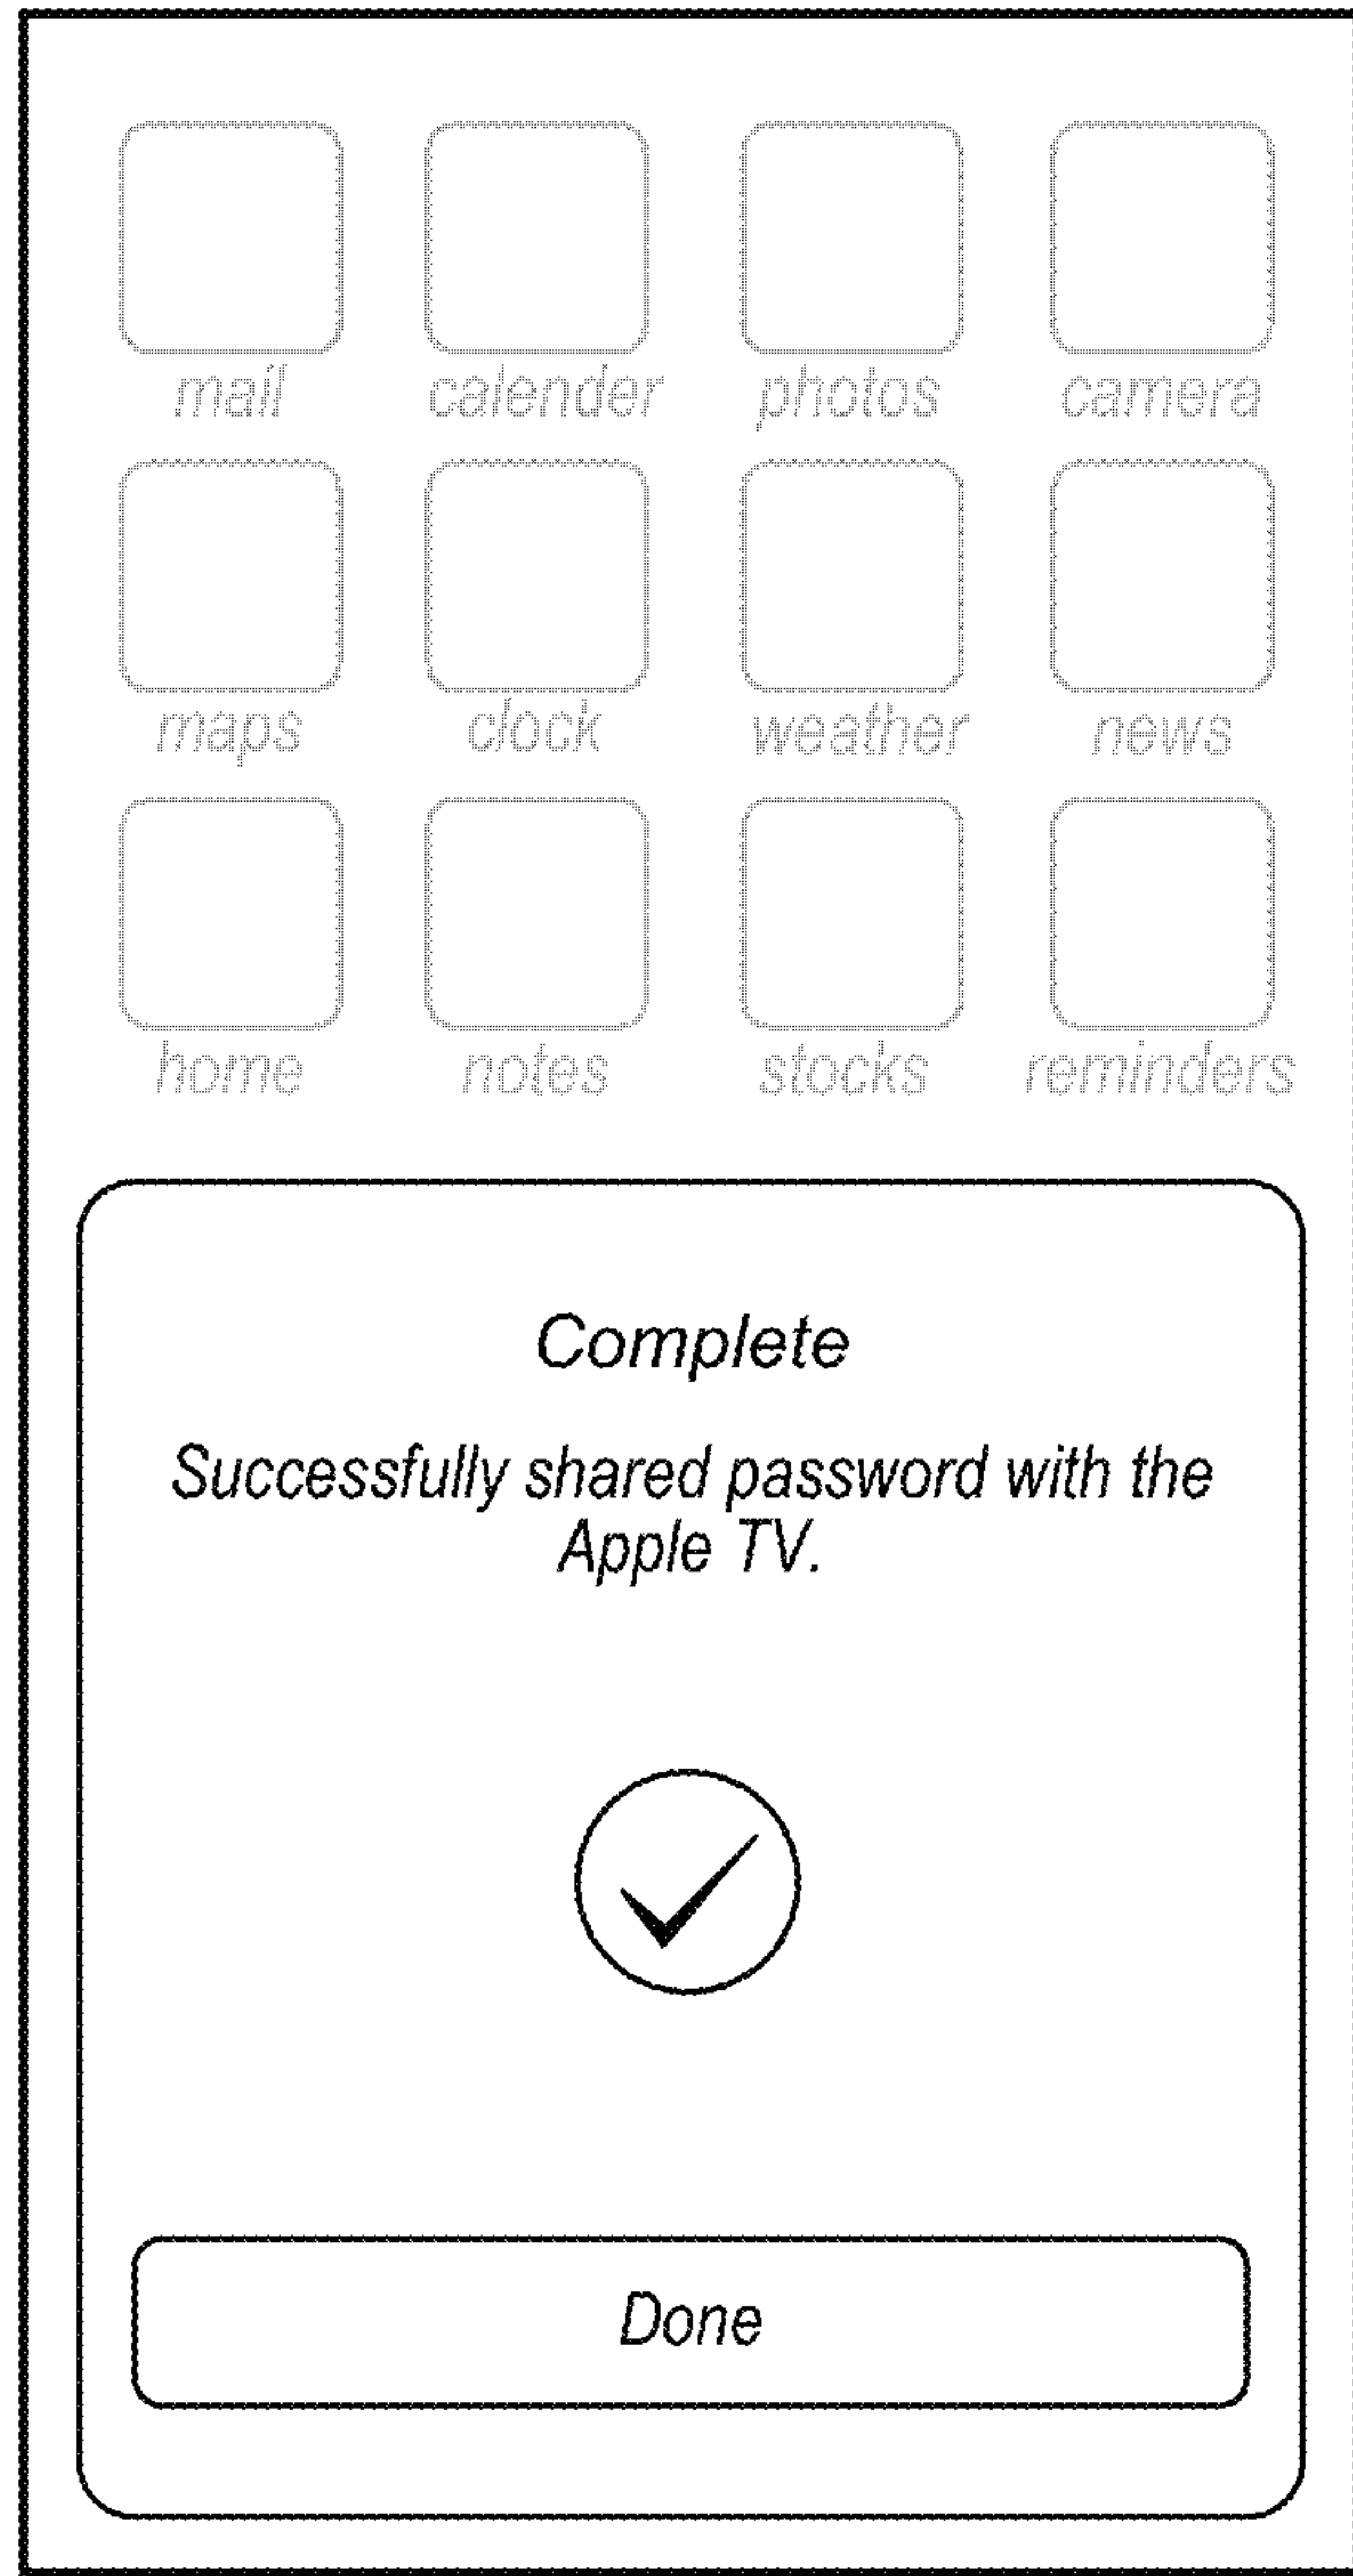 mail calender photos camera
maps clock weather news
home notes stocks reminders
Complete
Successfully shared password with the
Apple TV.
Done